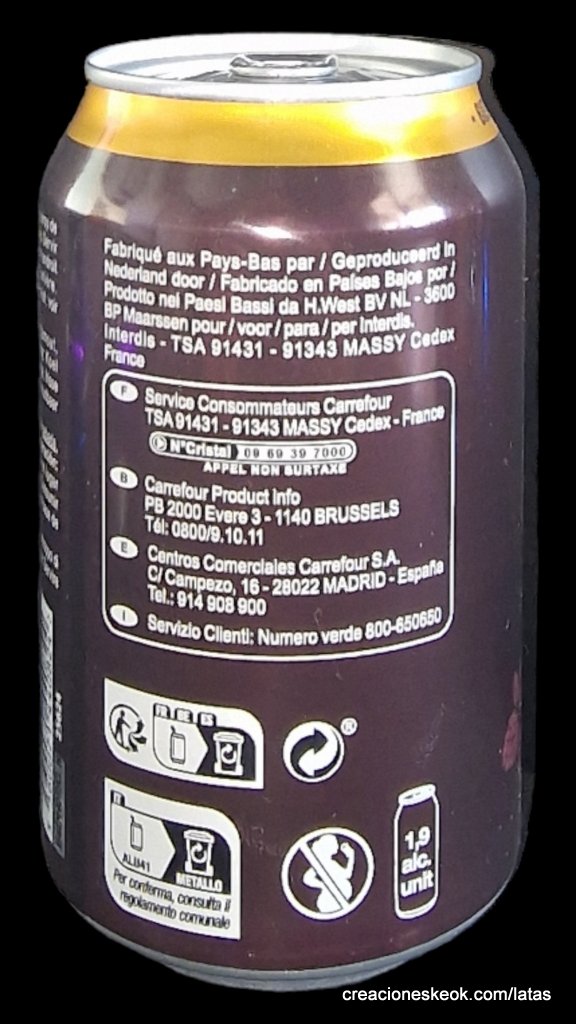 Fabriqué aux Pays-Bas par / Geproduceerd in
Nederland door / Fabricado en Países Bajos por /
Prodotto nei Paesi Bassi da H.West BV NL - 3600
BP Maarssen pour / voor / para / per Interdis.
Interdis - TSA 91431 - 91343 MASSY Cedex
France
F Service Consommateurs Carrefour
TSA 91431 - 91343 MASSY Cedex - France
N°Cristal 09 69 39 7000
APPEL NON SURTAXE
B Carrefour Product Info
PB 2000 Evere 3 - 1140 BRUSSELS
Tél: 0800/9.10.11
E Centros Comerciales Carrefour S.A.
C/ Campezo, 16 - 28022 MADRID - España
Tel.: 914 908 900
I Servizio Clienti: Numero verde 800-650650
FR BE ES
®
IT
ALU41
METALLO
Per conferma, consulta il
regolamento comunale
1,9
alc.
unit
creacioneskeok.com/latas